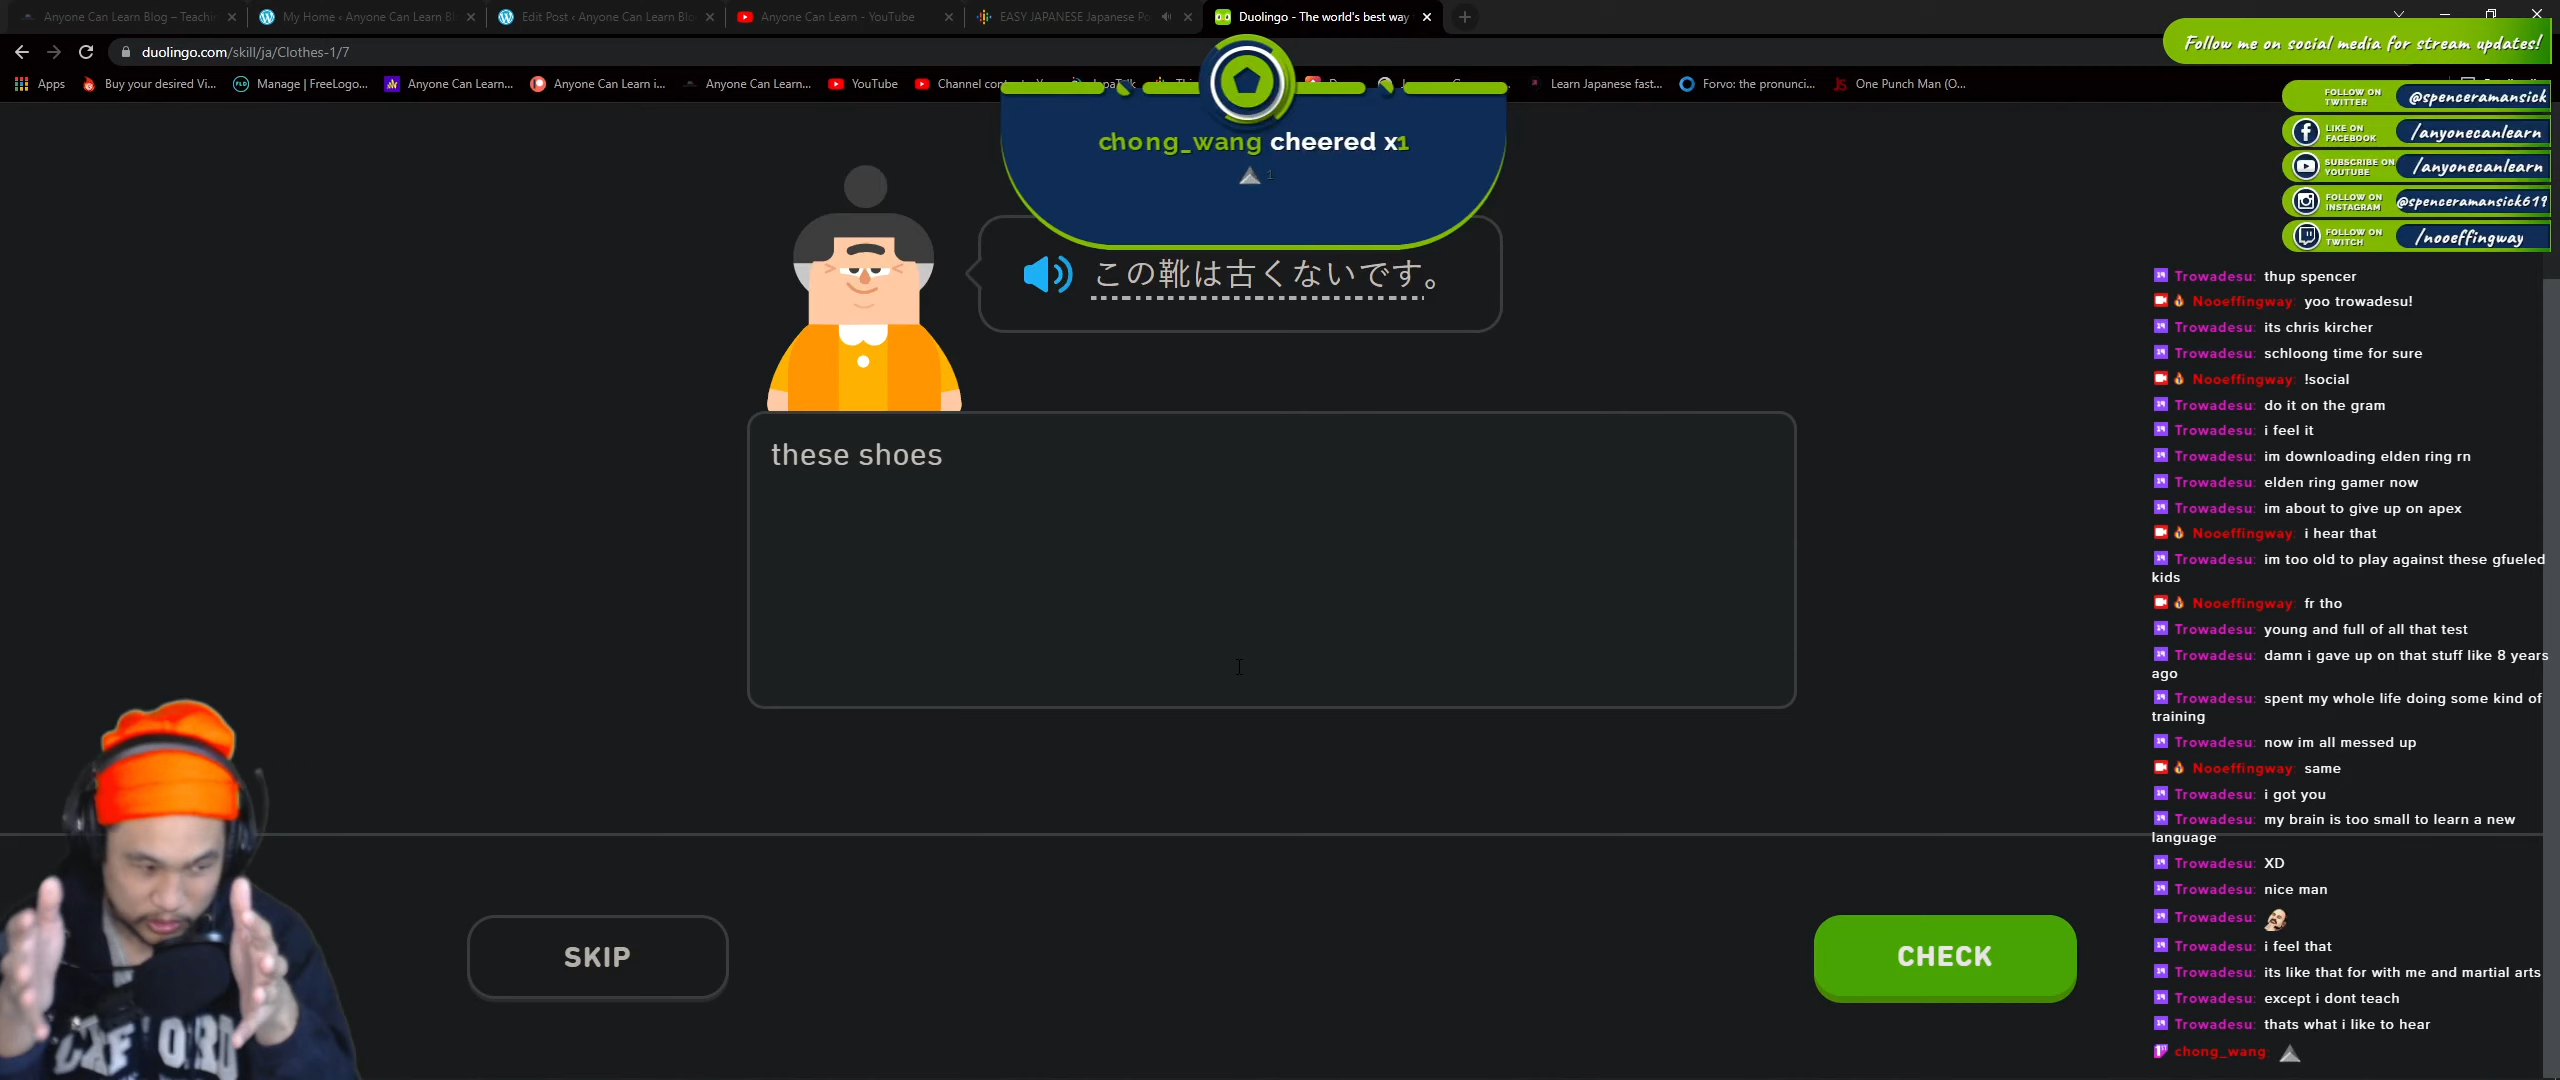 Anyone Can Learn Blog – Teachi
My Home ‹ Anyone Can Learn Bl
Edit Post ‹ Anyone Can Learn Blo
Anyone Can Learn - YouTube
EASY JAPANESE Japanese Po
Duolingo - The world's best way
duolingo.com/skill/ja/Clothes-1/7
Apps
Buy your desired Vi...
Manage | FreeLogo...
Anyone Can Learn...
Anyone Can Learn i...
Anyone Can Learn...
YouTube
Channel
Learn Japanese fast...
Forvo: the pronunci...
One Punch Man (O...
Follow me on social media for stream updates!
FOLLOW ON TWITTER @spenceramansick
LIKE ON FACEBOOK /anyonecanlearn
SUBSCRIBE ON YOUTUBE /anyonecanlearn
FOLLOW ON INSTAGRAM @spenceramansick619
FOLLOW ON TWITCH /nooeffingway
chong_wang cheered x1
1
この靴は古くないです。
these shoes
SKIP
CHECK
Trowadesu: thup spencer
Nooeffingway: yoo trowadesu!
Trowadesu: its chris kircher
Trowadesu: schloong time for sure
Nooeffingway: !social
Trowadesu: do it on the gram
Trowadesu: i feel it
Trowadesu: im downloading elden ring rn
Trowadesu: elden ring gamer now
Trowadesu: im about to give up on apex
Nooeffingway: i hear that
Trowadesu: im too old to play against these gfueled
kids
Nooeffingway: fr tho
Trowadesu: young and full of all that test
Trowadesu: damn i gave up on that stuff like 8 years
ago
Trowadesu: spent my whole life doing some kind of
training
Trowadesu: now im all messed up
Nooeffingway: same
Trowadesu: i got you
Trowadesu: my brain is too small to learn a new
language
Trowadesu: XD
Trowadesu: nice man
Trowadesu:
Trowadesu: i feel that
Trowadesu: its like that for with me and martial arts
Trowadesu: except i dont teach
Trowadesu: thats what i like to hear
chong_wang: